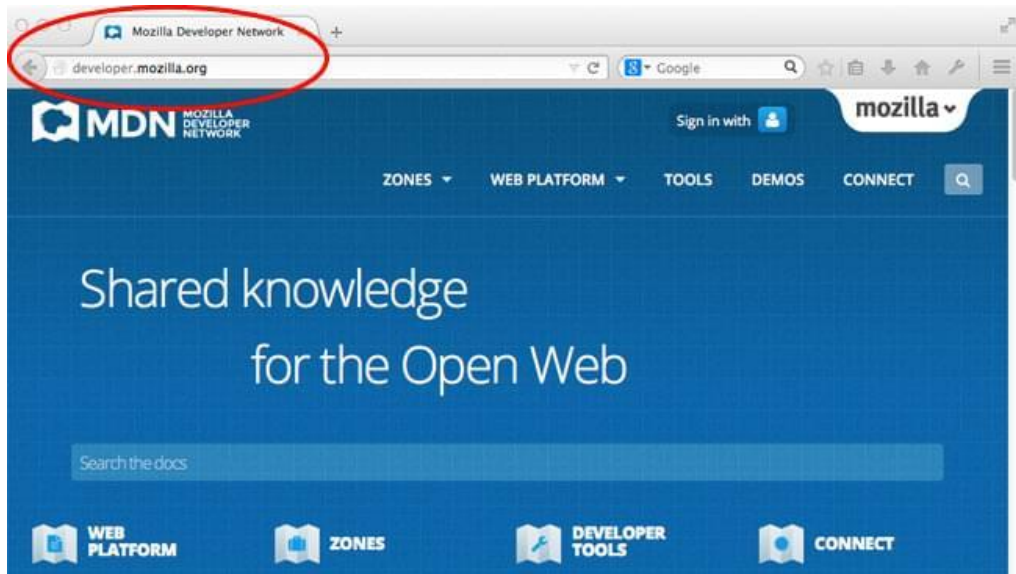 Mozilla Developer Network
developer.mozilla.org
Google
MDN MOZILLA DEVELOPER NETWORK
Sign in with
mozilla
ZONES
WEB PLATFORM
TOOLS
DEMOS
CONNECT
Shared knowledge
for the Open Web
Search the docs
WEB PLATFORM
ZONES
DEVELOPER TOOLS
CONNECT